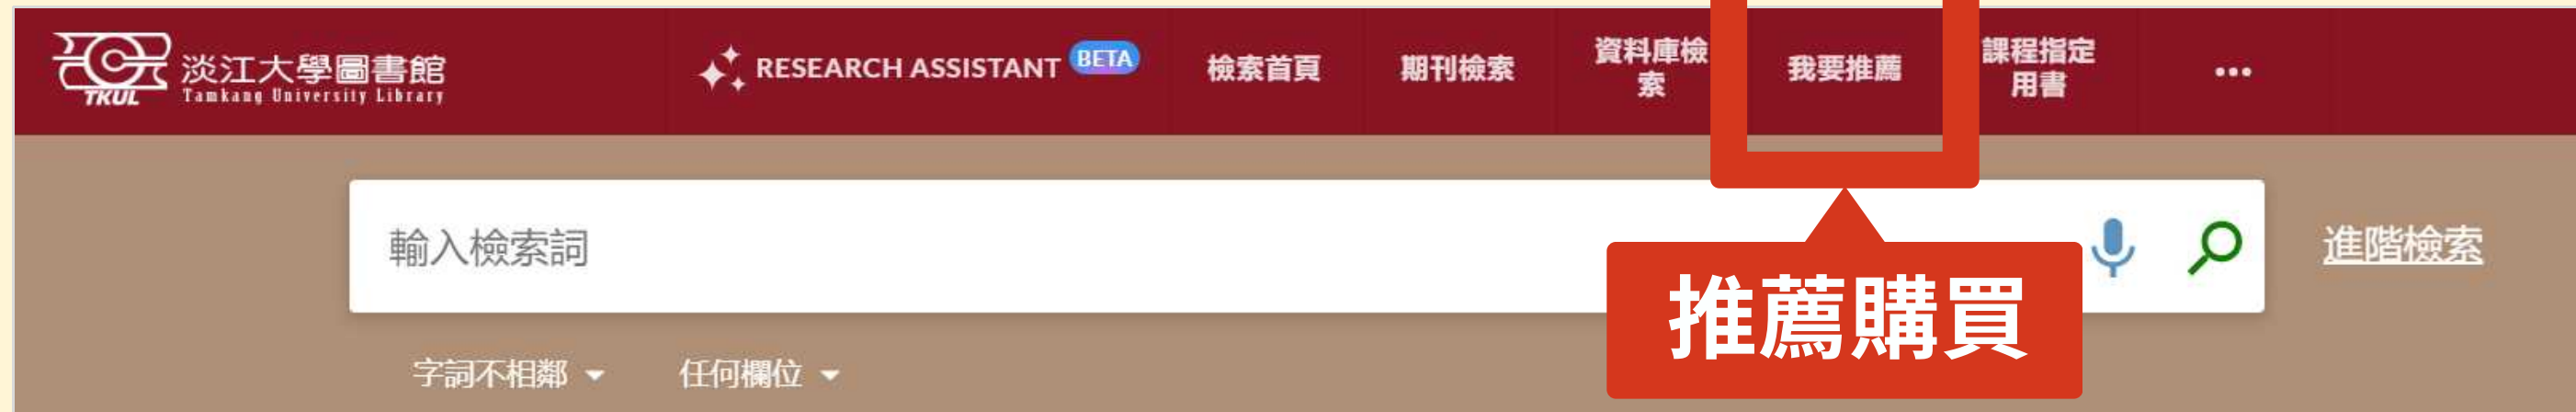 淡江大學圖書館
Tamkang University Library
TKUL
RESEARCH ASSISTANT BETA
檢索首頁
期刊檢索
資料庫檢
索
我要推薦
課程指定
用書
...
輸入檢索詞
進階檢索
推薦購買
字詞不相鄰
任何欄位